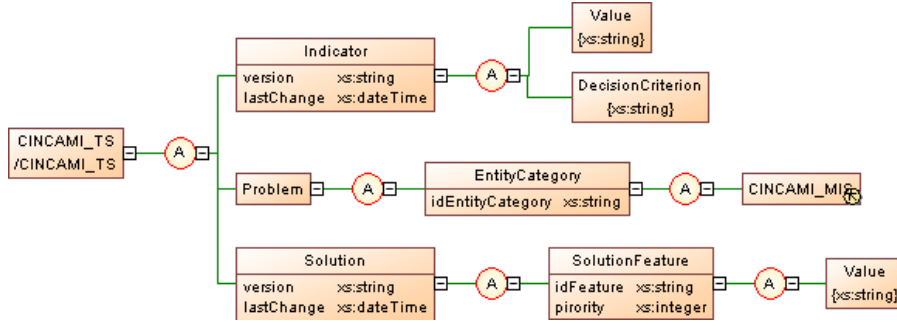 CINCAMI_TS
/CINCAMI_TS
A
Indicator
version xs:string
lastChange xs:dateTime
A
Value
{xs:string}
DecisionCriterion
{xs:string}
Problem
A
EntityCategory
idEntityCategory xs:string
A
CINCAMI_MIS
Solution
version xs:string
lastChange xs:dateTime
A
SolutionFeature
idFeature xs:string
pirority xs:integer
A
Value
{xs:string}